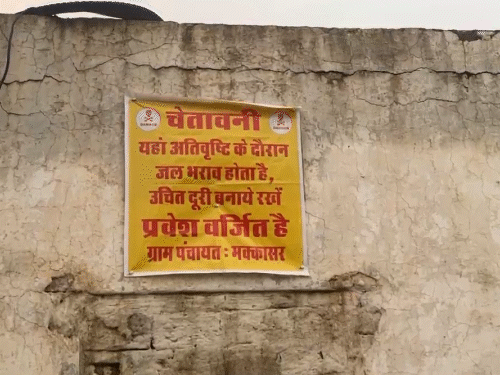 चेतावनी
यहां अतिवृष्टि के दौरान
जल भराव होता है,
उचित दूरी बनाये रखें
प्रवेश वर्जित है
ग्राम पंचायत : मक्कासर